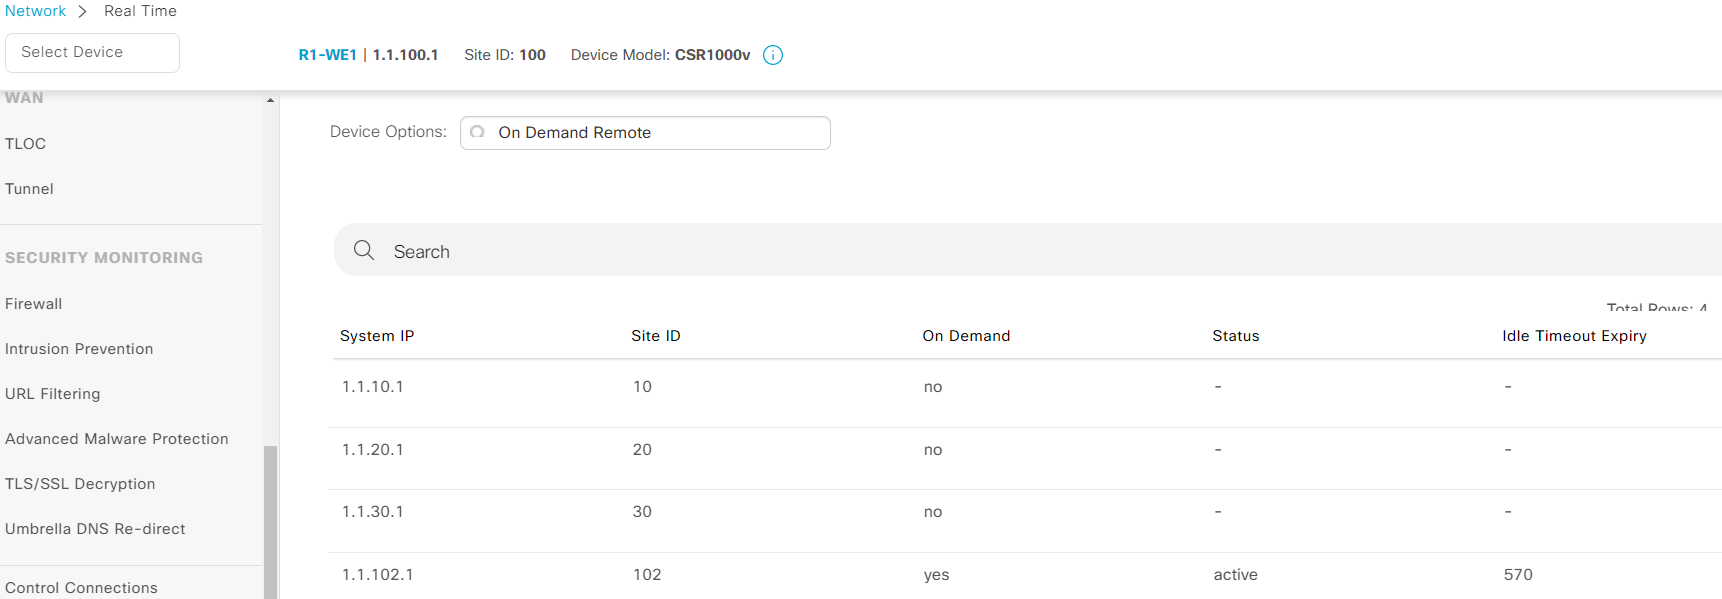 Network > Real Time
Select Device
R1-WE1 | 1.1.100.1 Site ID: 100 Device Model: CSR1000v
WAN
TLOC
Tunnel
SECURITY MONITORING
Firewall
Intrusion Prevention
URL Filtering
Advanced Malware Protection
TLS/SSL Decryption
Umbrella DNS Re-direct
Control Connections
Device Options: On Demand Remote
Search
Total Rows: 4
System IP Site ID On Demand Status Idle Timeout Expiry
1.1.10.1 10 no - -
1.1.20.1 20 no - -
1.1.30.1 30 no - -
1.1.102.1 102 yes active 570